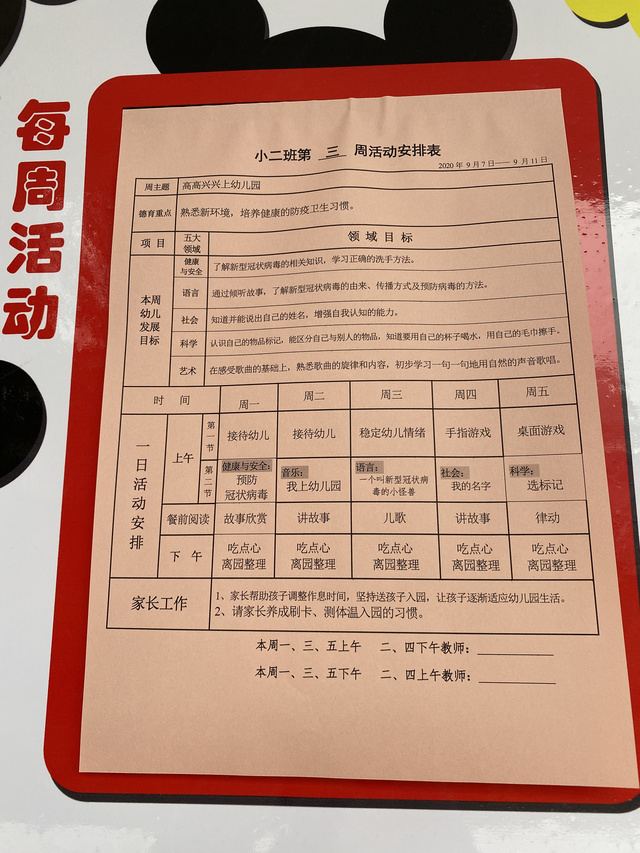 每周活动
小二班第 三 周活动安排表
2020 年 9 月 7 日—— 9 月 11 日
周主题 高高兴兴上幼儿园
德育重点 熟悉新环境，培养健康的防疫卫生习惯。
项 目 五大领域 领 域 目 标
本周幼儿发展目标
健康与安全 了解新型冠状病毒的相关知识，学习正确的洗手方法。
语言 通过倾听故事，了解新型冠状病毒的由来、传播方式及预防病毒的方法。
社会 知道并能说出自己的姓名，增强自我认知的能力。
科学 认识自己的物品标记，能区分自己与别人的物品，知道要用自己的杯子喝水，用自己的毛巾擦手。
艺术 在感受歌曲的基础上，熟悉歌曲的旋律和内容，初步学习一句一句地用自然的声音歌唱。
时 间 周一 周二 周三 周四 周五
一日活动安排
上午
第一节 接待幼儿 接待幼儿 稳定幼儿情绪 手指游戏 桌面游戏
第二节 健康与安全： 音乐： 语言： 社会： 科学：
预防 我上幼儿园 一个叫新型冠状病 我的名字 选标记
冠状病毒 毒的小怪兽
餐前阅读 故事欣赏 讲故事 儿歌 讲故事 律动
下 午 吃点心 吃点心 吃点心 吃点心 吃点心
离园整理 离园整理 离园整理 离园整理 离园整理
家长工作
1、家长帮助孩子调整作息时间，坚持送孩子入园，让孩子逐渐适应幼儿园生活。
2、请家长养成刷卡、测体温入园的习惯。
本周一、三、五上午 二、四下午教师：
本周一、三、五下午 二、四上午教师：